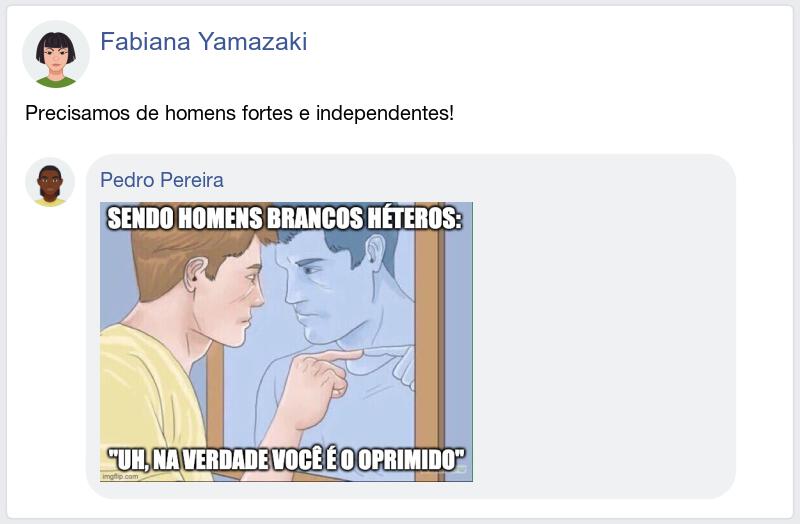 Fabiana Yamazaki
Precisamos de homens fortes e independentes!
Pedro Pereira
SENDO HOMENS BRANCOS HÉTEROS:
"UH, NA VERDADE VOCÊ É O OPRIMIDO"
imgflip.com